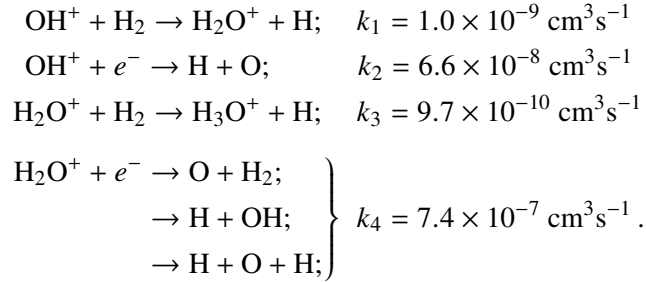 OH⁺ + H₂ → H₂O⁺ + H; k₁ = 1.0 × 10⁻⁹ cm³s⁻¹
OH⁺ + e⁻ → H + O; k₂ = 6.6 × 10⁻⁸ cm³s⁻¹
H₂O⁺ + H₂ → H₃O⁺ + H; k₃ = 9.7 × 10⁻¹⁰ cm³s⁻¹
H₂O⁺ + e⁻ → O + H₂;
→ H + OH; } k₄ = 7.4 × 10⁻⁷ cm³s⁻¹ .
→ H + O + H;